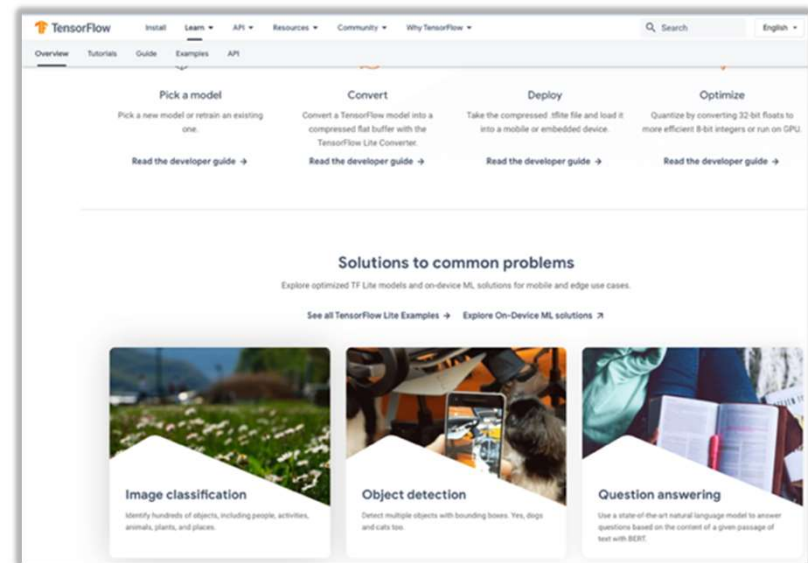 TensorFlow Install Learn API Resources Community Why TensorFlow Search English
Overview Tutorials Guide Examples API
Pick a model
Pick a new model or retrain an existing
one.
Read the developer guide →
Convert
Convert a TensorFlow model into a
compressed flat buffer with the
TensorFlow Lite Converter.
Read the developer guide →
Deploy
Take the compressed .tflite file and load it
into a mobile or embedded device.
Read the developer guide →
Optimize
Quantize by converting 32-bit floats to
more efficient 8-bit integers or run on GPU.
Read the developer guide →
Solutions to common problems
Explore optimized TF Lite models and on-device ML solutions for mobile and edge use cases.
See all TensorFlow Lite Examples → Explore On-Device ML solutions ↗
Image classification
Identify hundreds of objects, including people, activities,
animals, plants, and places.
Object detection
Detect multiple objects with bounding boxes. Yes, dogs
and cats too.
Question answering
Use a state-of-the-art natural language model to answer
questions based on the content of a given passage of
text with BERT.